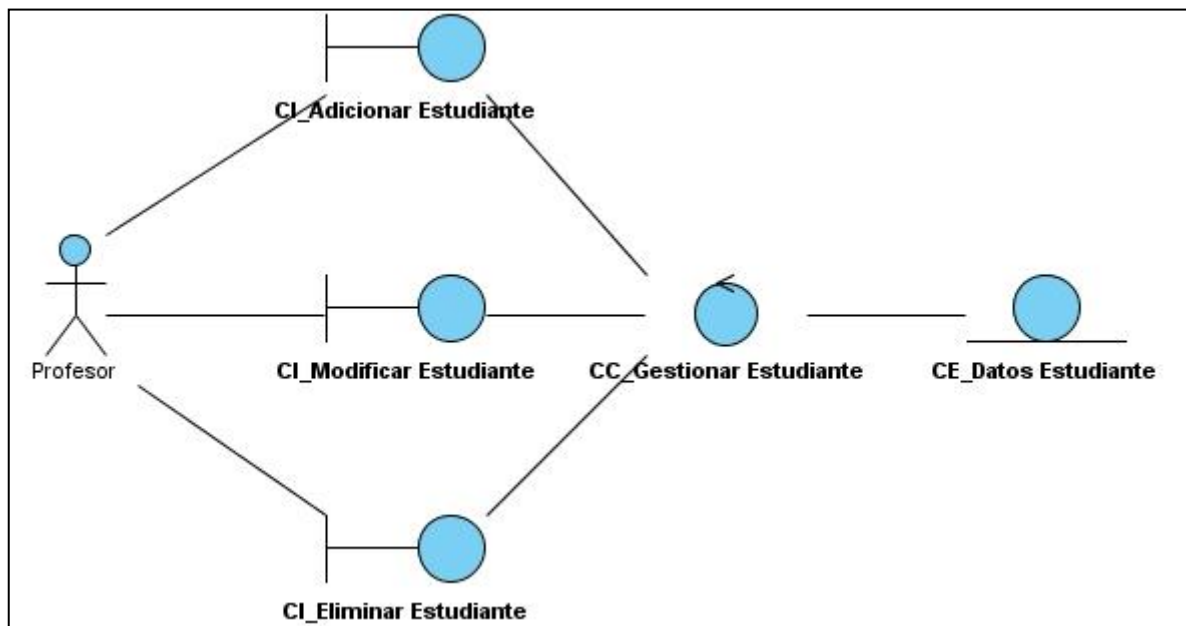 CI_Adicionar Estudiante
Profesor
CI_Modificar Estudiante
CC_Gestionar Estudiante
CE_Datos Estudiante
CI_Eliminar Estudiante